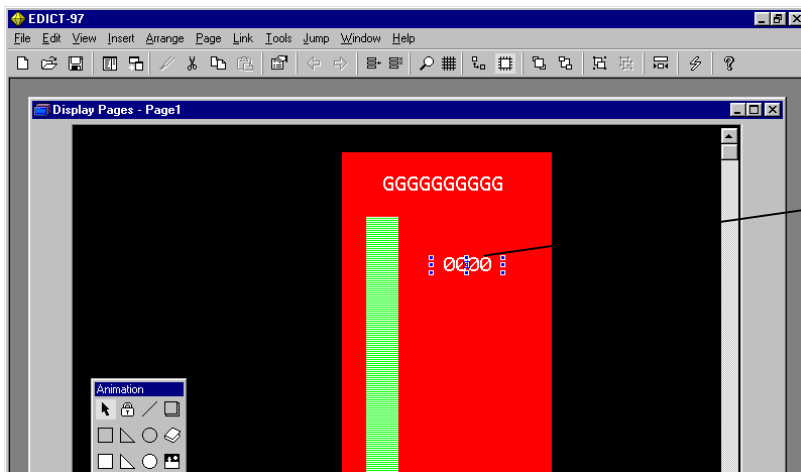 EDICT-97
File Edit View Insert Arrange Page Link Tools Jump Window Help
Display Pages - Page1
GGGGGGGGGG
0000
Animation